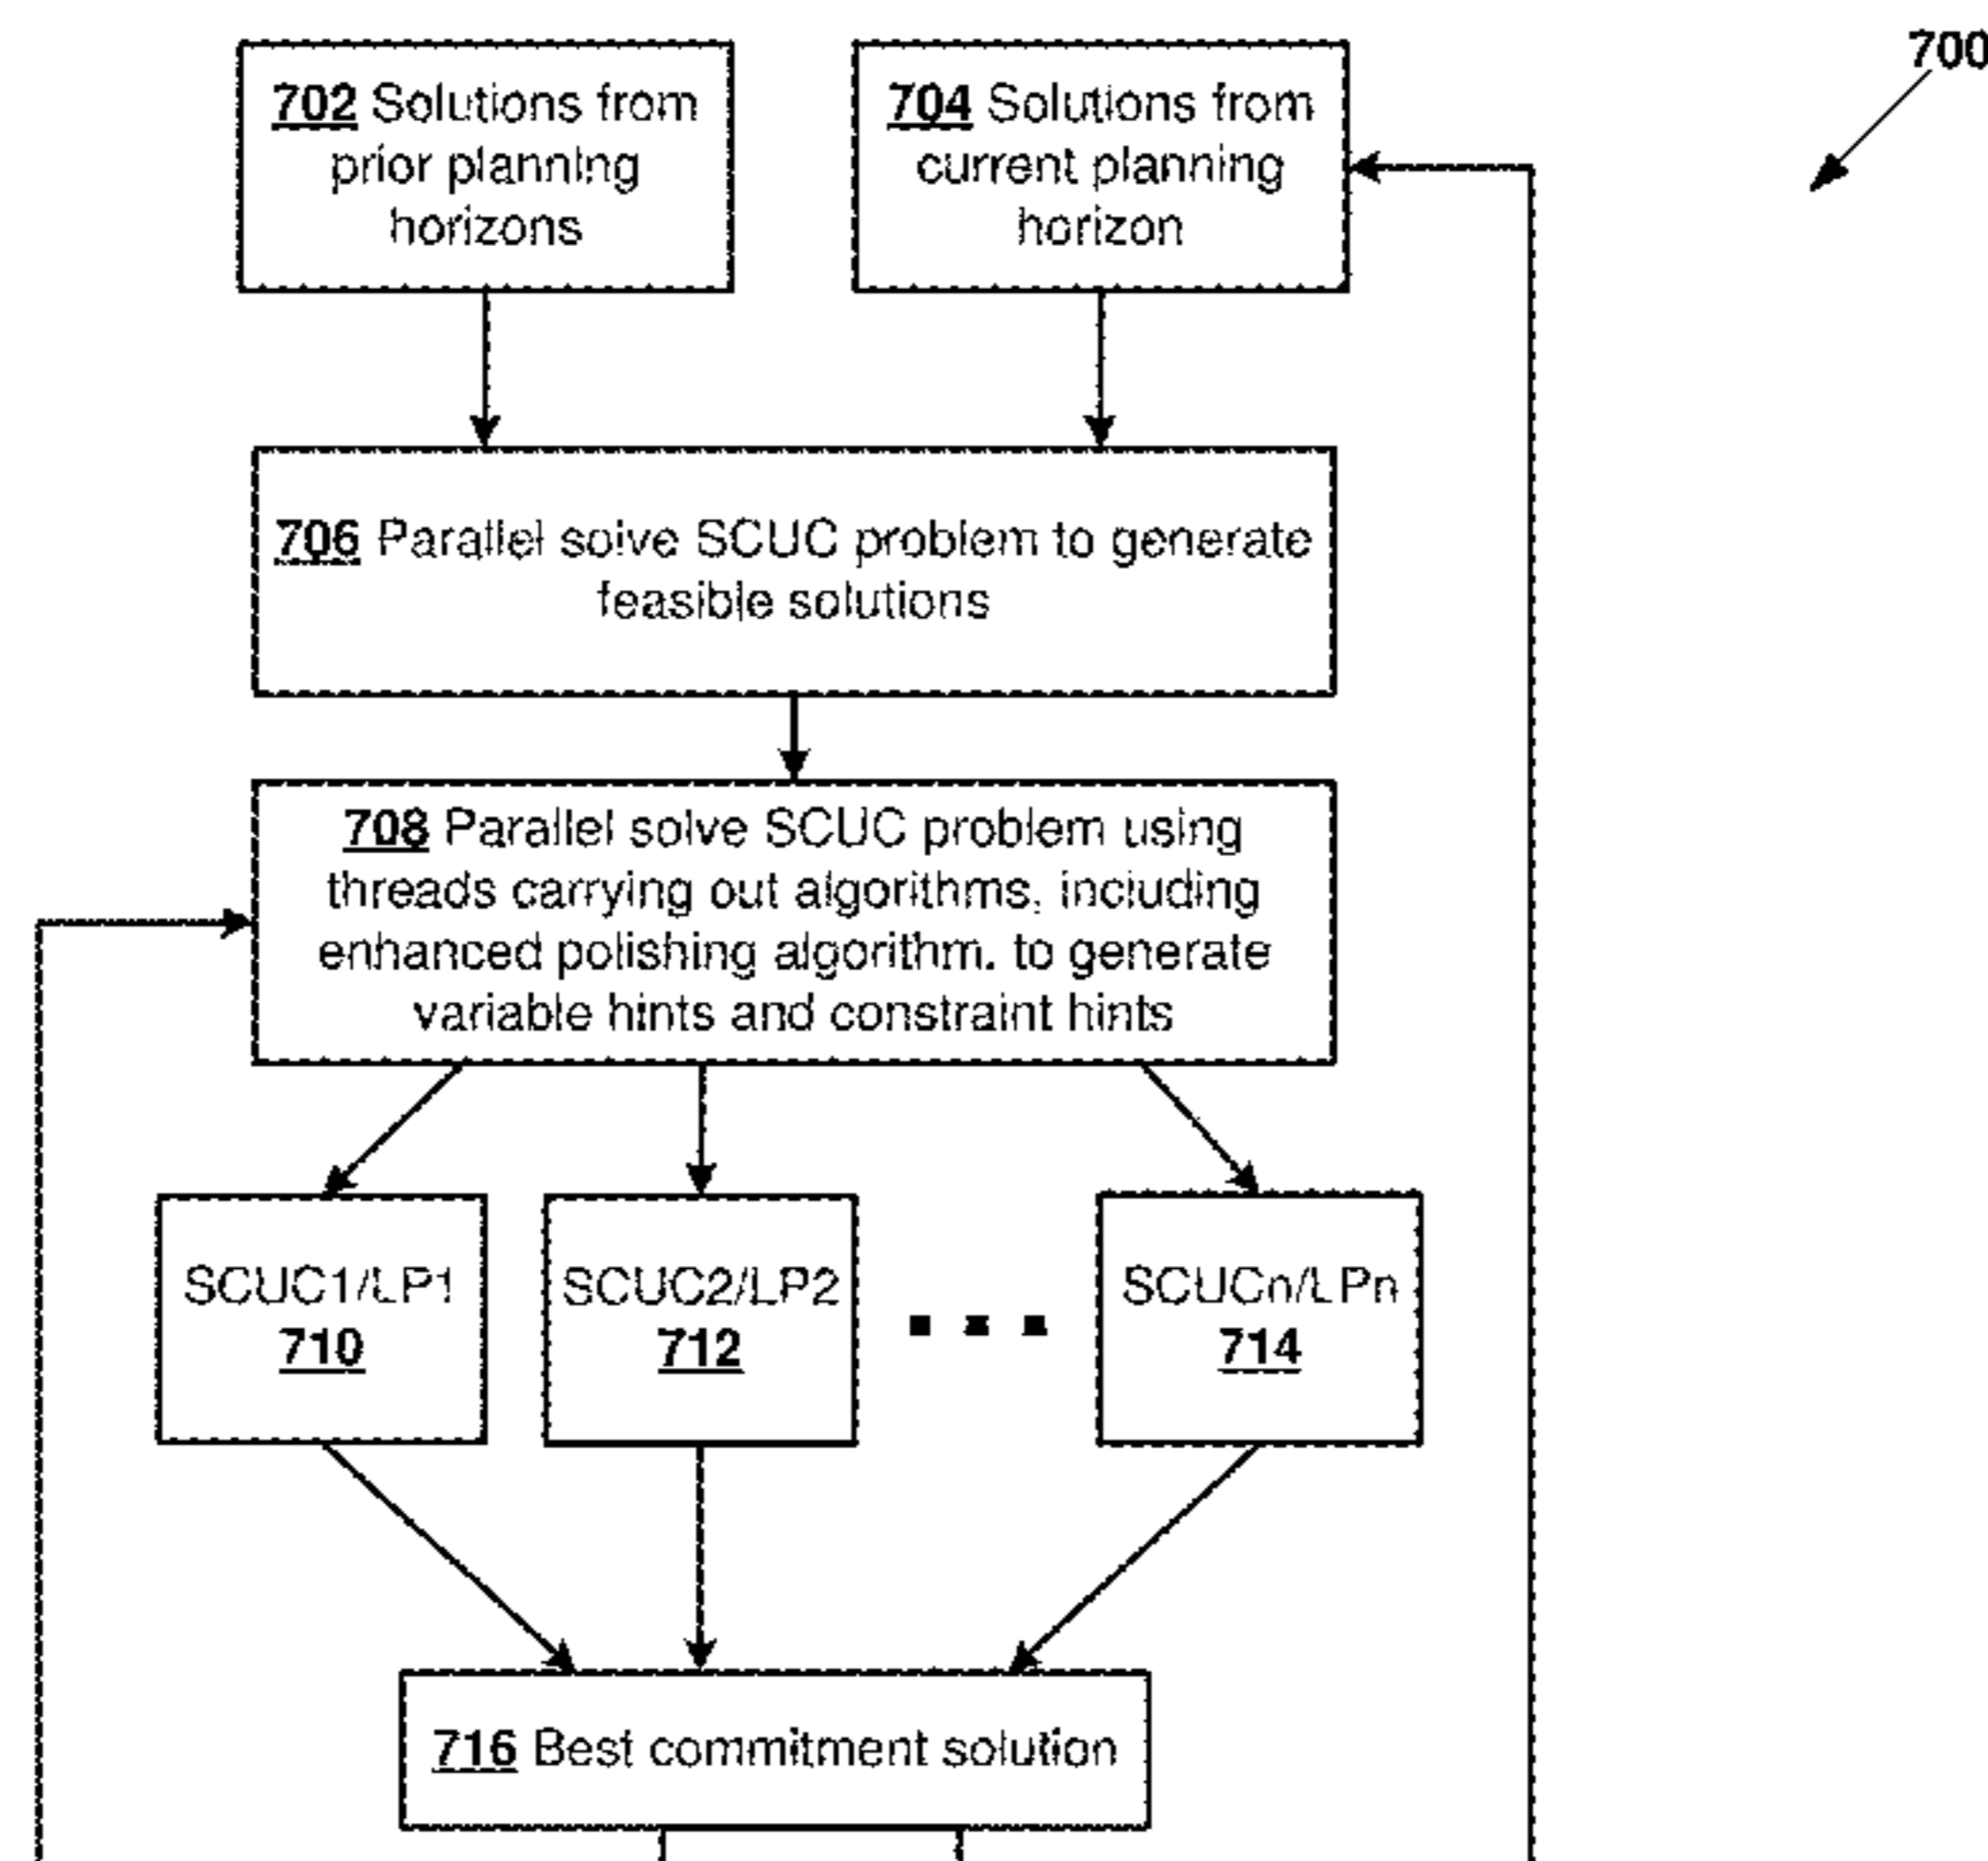 700
702 Solutions from
prior planning
horizons
704 Solutions from
current planning
horizon
706 Parallel solve SCUC problem to generate
feasible solutions
708 Parallel solve SCUC problem using
threads carrying out algorithms, including
enhanced polishing algorithm. to generate
variable hints and constraint hints
SCUC1/LP1
710
SCUC2/LP2
712
SCUCn/LPn
714
716 Best commitment solution